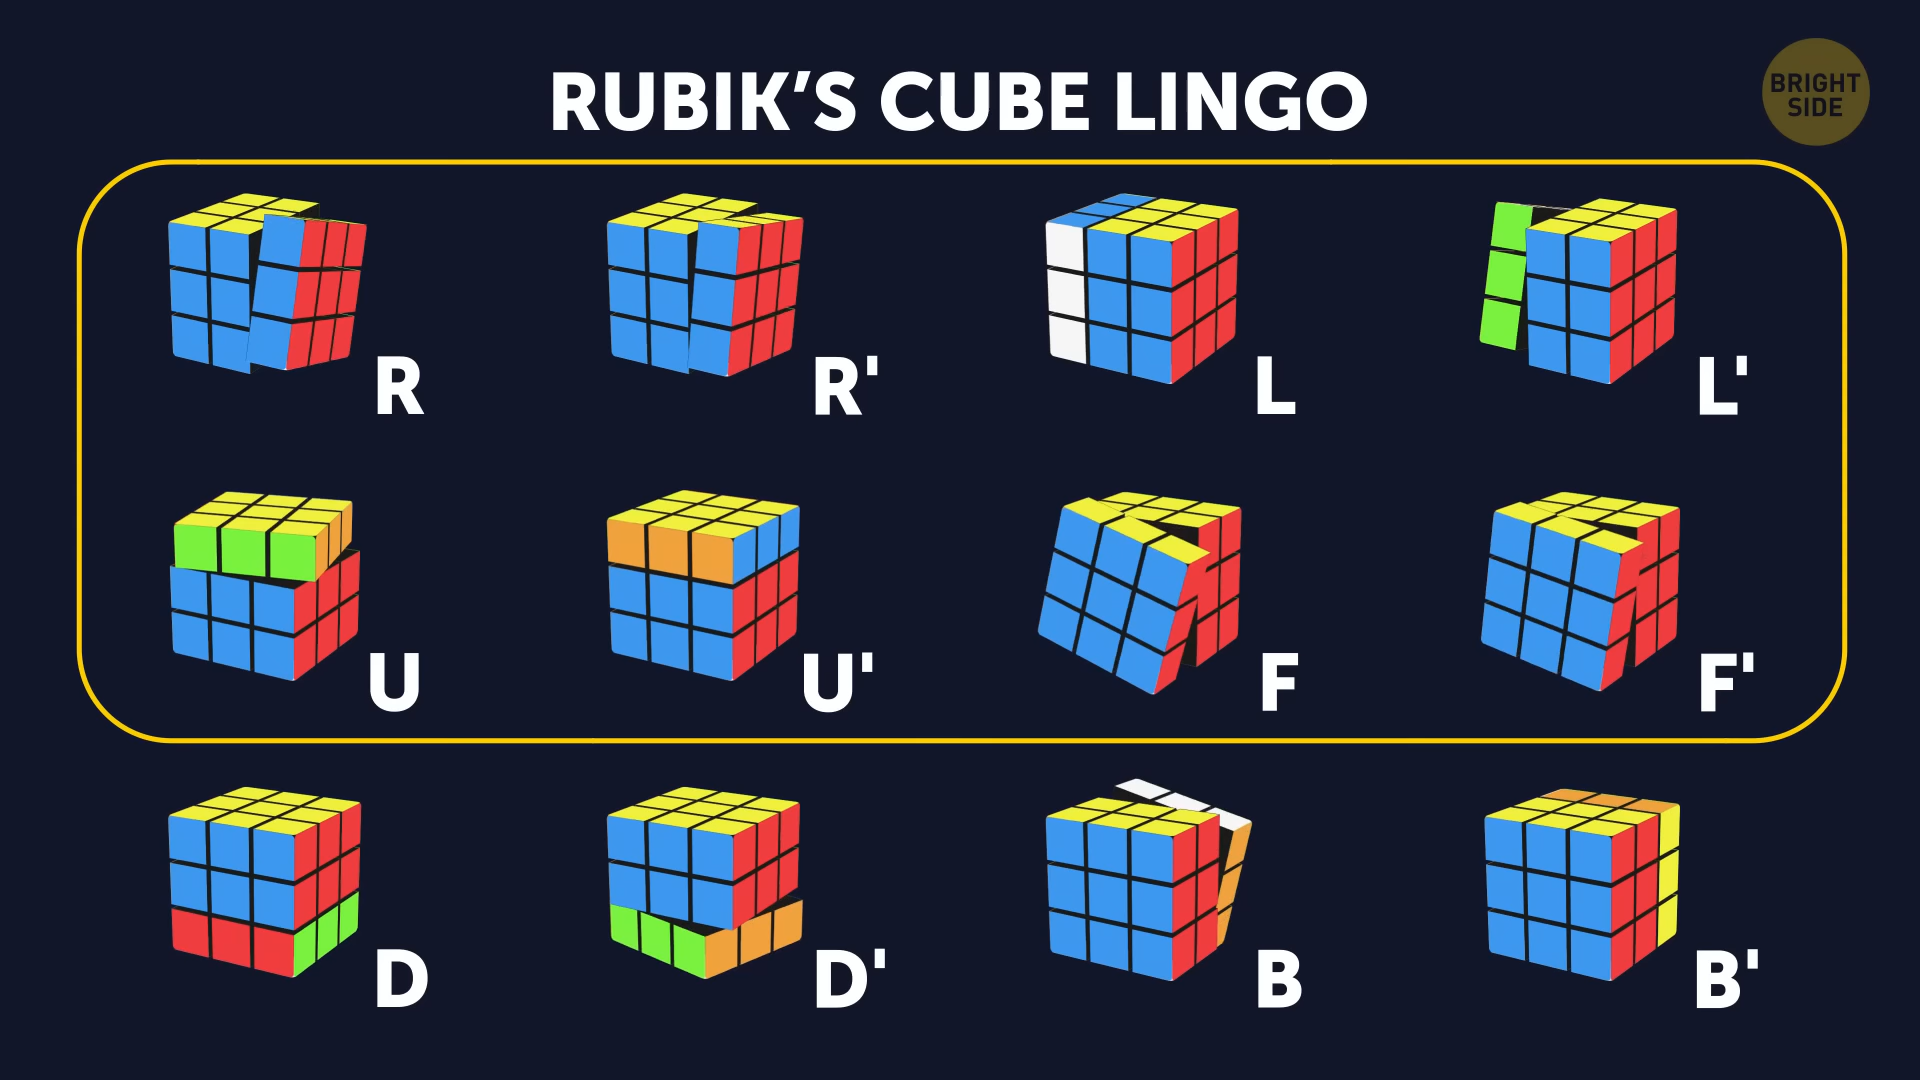 RUBIK’S CUBE LINGO
BRIGHT
SIDE
R
R'
L
L'
U
U'
F
F'
D
D'
B
B'